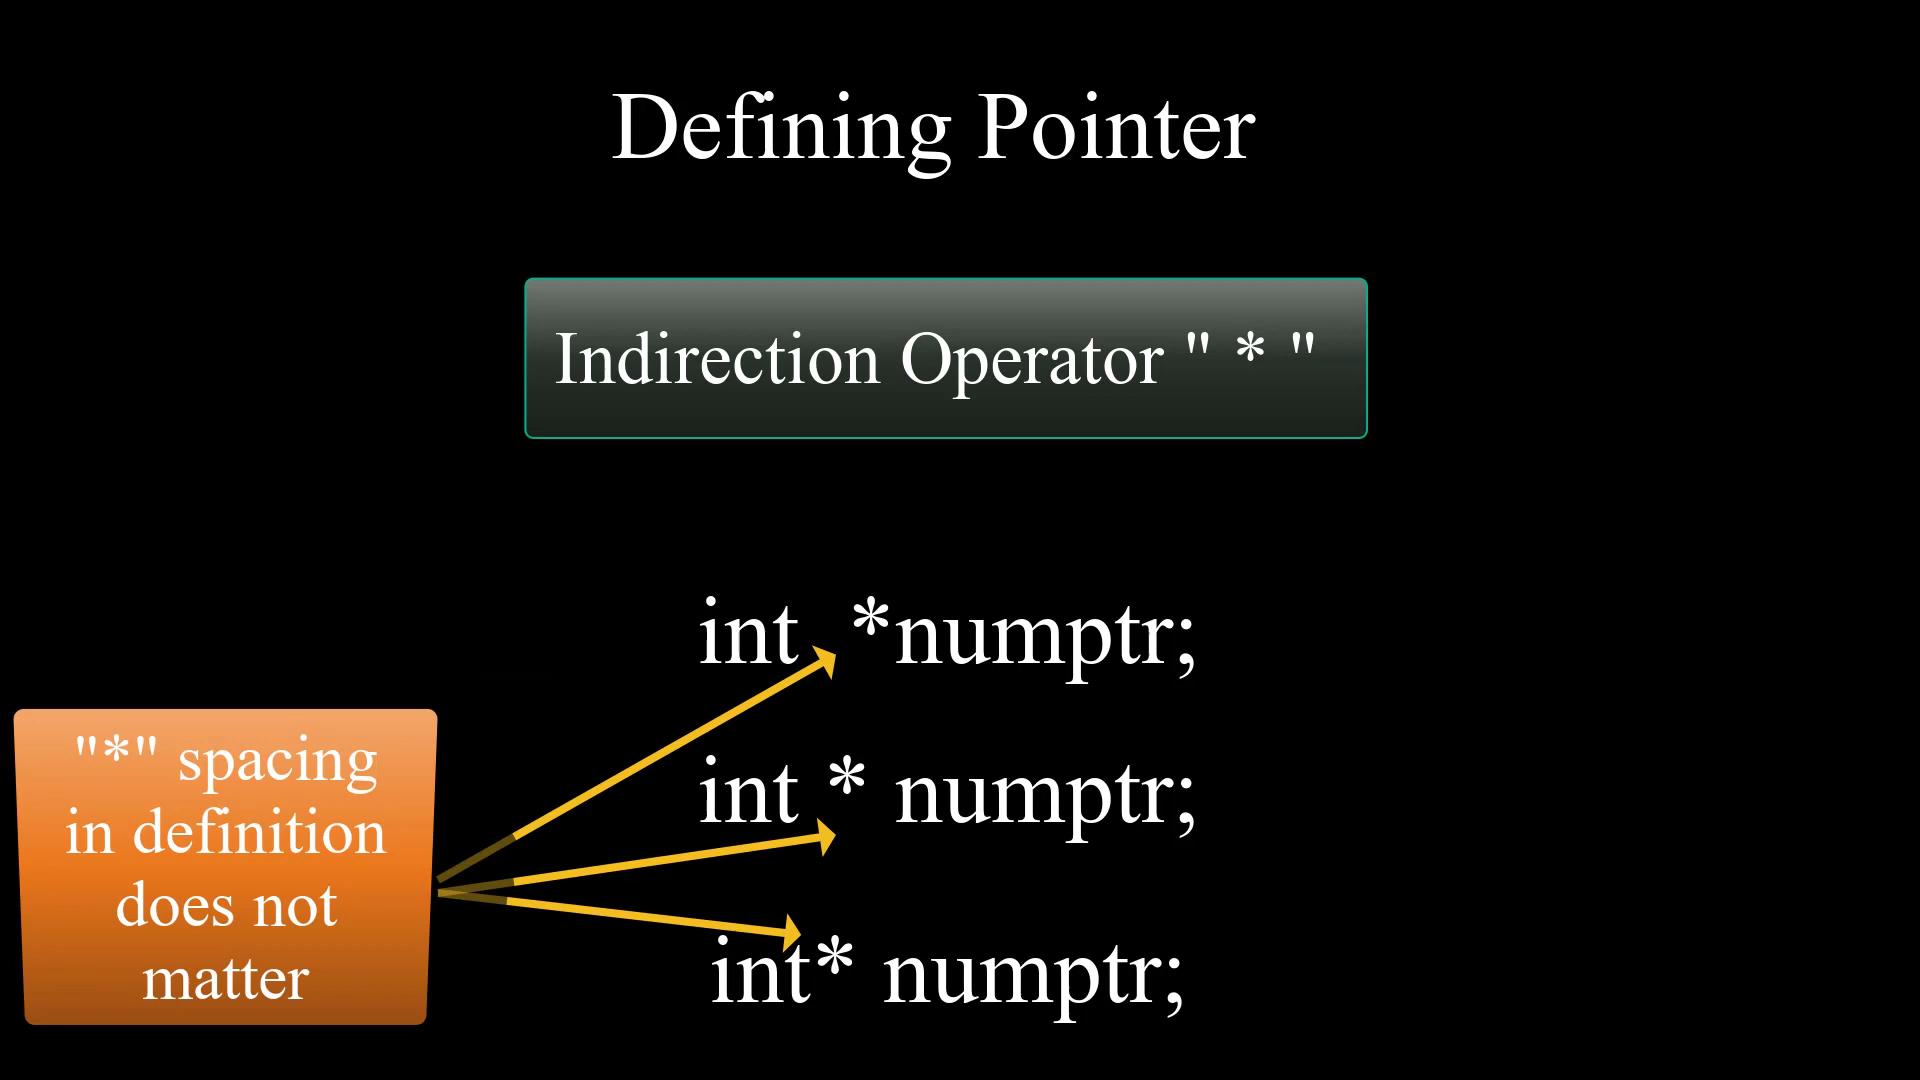 Defining Pointer
Indirection Operator " * "
int *numptr;
int * numptr;
int* numptr;
"*" spacing
in definition
does not
matter